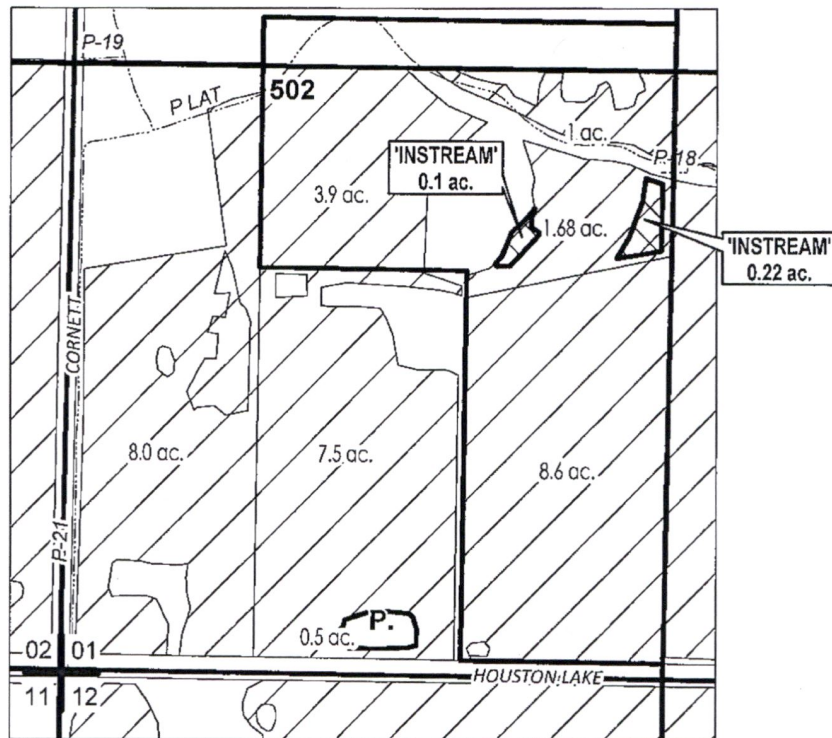 P-19
502
P LAT
1 ac.
'INSTREAM'
0.1 ac.
P-18
3.9 ac.
1.68 ac.
'INSTREAM'
0.22 ac.
CORNETT
8.0 ac.
7.5 ac.
8.6 ac.
P-21
P.
0.5 ac.
02 01
11 12
HOUSTON LAKE